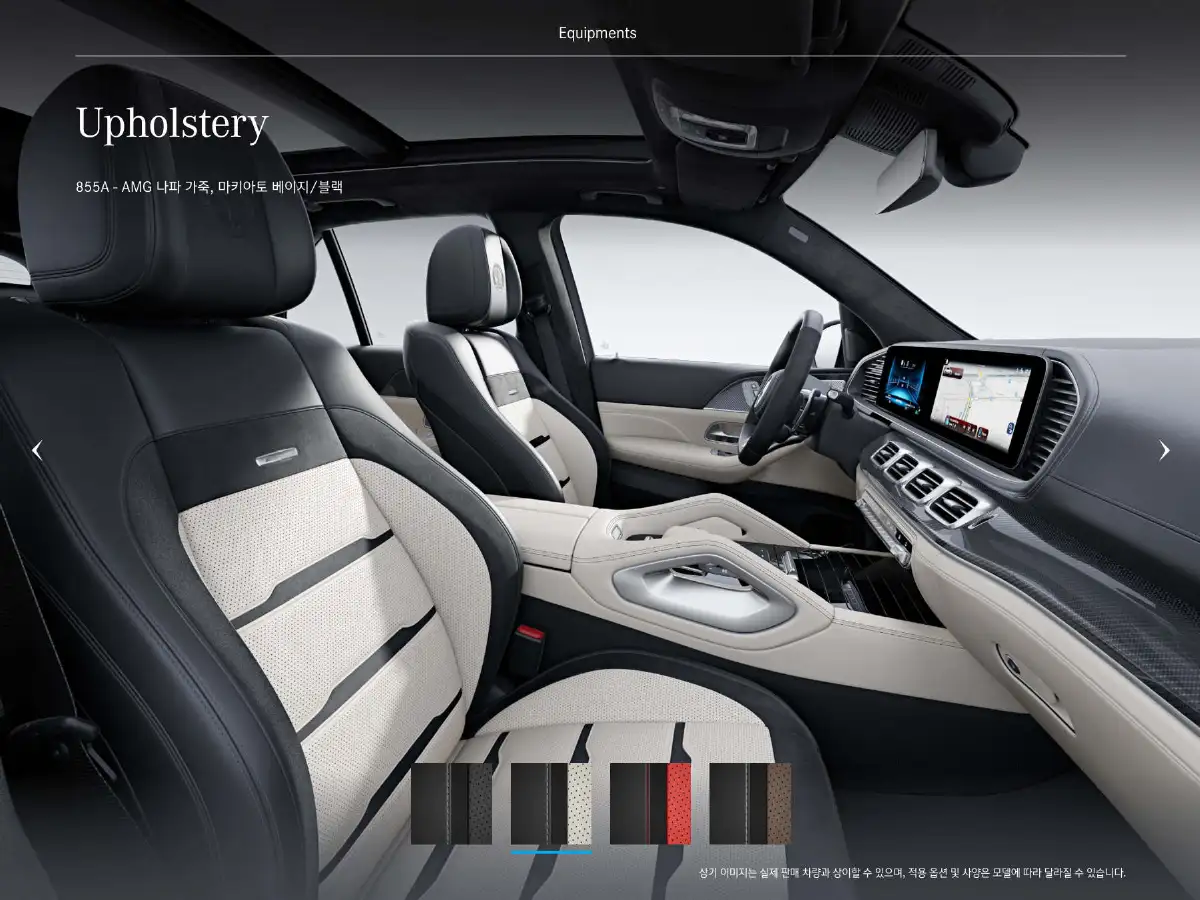 Equipments
Upholstery
855A - AMG 나파 가죽, 마키아토 베이지/블랙
상기 이미지는 실제 판매 차량과 상이할 수 있으며, 적용 옵션 및 사양은 모델에 따라 달라질 수 있습니다.